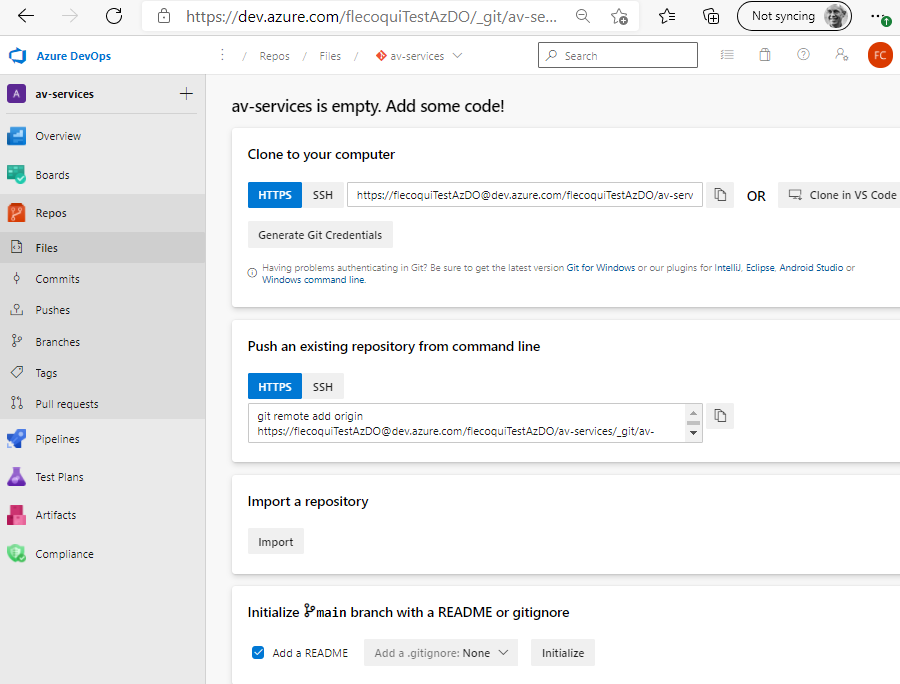 https://dev.azure.com/flecoquiTestAzDO/_git/av-se...
Not syncing
Azure DevOps
/ Repos / Files / av-services
Search
FC
A av-services
Overview
Boards
Repos
Files
Commits
Pushes
Branches
Tags
Pull requests
Pipelines
Test Plans
Artifacts
Compliance
av-services is empty. Add some code!
Clone to your computer
HTTPS SSH https://flecoquiTestAzDO@dev.azure.com/flecoquiTestAzDO/av-serv OR Clone in VS Code
Generate Git Credentials
Having problems authenticating in Git? Be sure to get the latest version Git for Windows or our plugins for IntelliJ, Eclipse, Android Studio or
Windows command line.
Push an existing repository from command line
HTTPS SSH
git remote add origin
https://flecoquiTestAzDO@dev.azure.com/flecoquiTestAzDO/av-services/_git/av-
Import a repository
Import
Initialize main branch with a README or gitignore
Add a README Add a .gitignore: None Initialize